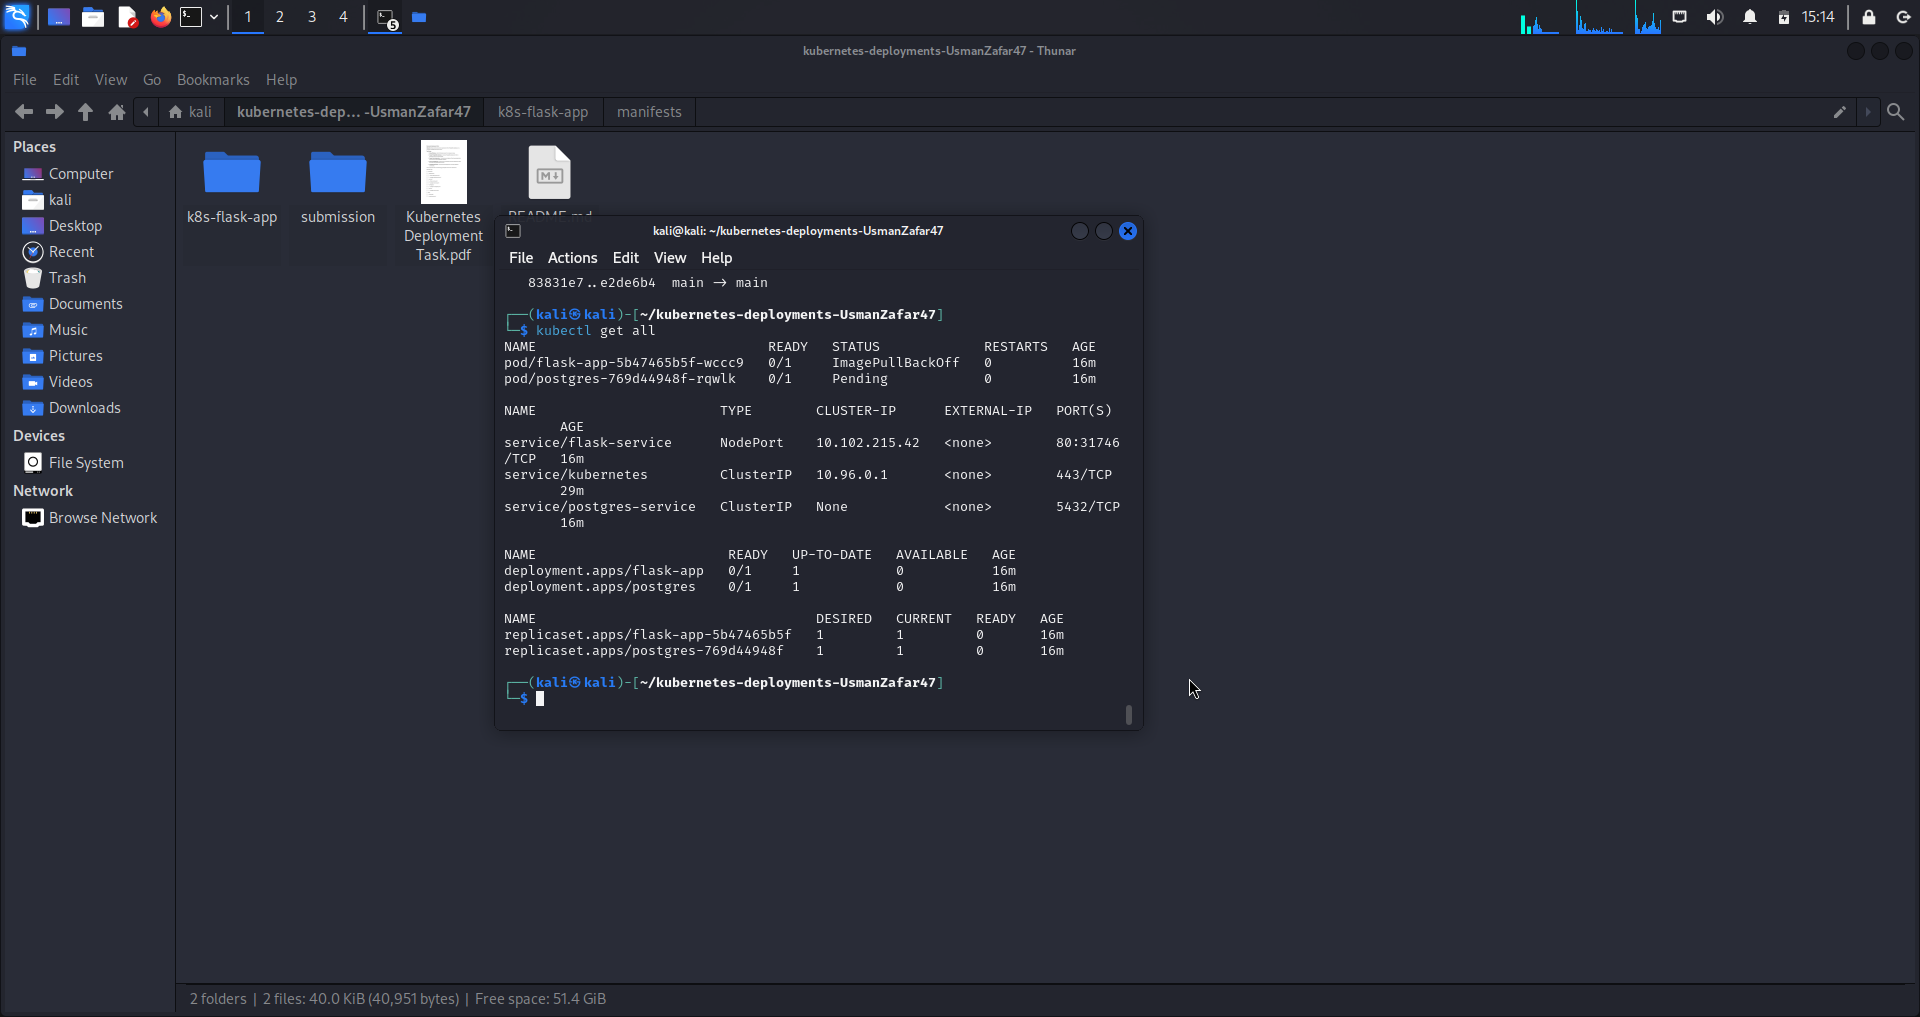 1 2 3 4
5
15:14
kubernetes-deployments-UsmanZafar47 - Thunar
File Edit View Go Bookmarks Help
kali kubernetes-dep... -UsmanZafar47 k8s-flask-app manifests
Places
Computer
kali
Desktop
Recent
Trash
Documents
Music
Pictures
Videos
Downloads
Devices
File System
Network
Browse Network
k8s-flask-app
submission
Kubernetes
Deployment
Task.pdf
M
README.md
kali@kali: ~/kubernetes-deployments-UsmanZafar47
File Actions Edit View Help
83831e7..e2de6b4 main → main
┌──(kali㉿kali)-[~/kubernetes-deployments-UsmanZafar47]
└─$ kubectl get all
NAME READY STATUS RESTARTS AGE
pod/flask-app-5b47465b5f-wccc9 0/1 ImagePullBackOff 0 16m
pod/postgres-769d44948f-rqwlk 0/1 Pending 0 16m
NAME TYPE CLUSTER-IP EXTERNAL-IP PORT(S)
AGE
service/flask-service NodePort 10.102.215.42 <none> 80:31746
/TCP 16m
service/kubernetes ClusterIP 10.96.0.1 <none> 443/TCP
29m
service/postgres-service ClusterIP None <none> 5432/TCP
16m
NAME READY UP-TO-DATE AVAILABLE AGE
deployment.apps/flask-app 0/1 1 0 16m
deployment.apps/postgres 0/1 1 0 16m
NAME DESIRED CURRENT READY AGE
replicaset.apps/flask-app-5b47465b5f 1 1 0 16m
replicaset.apps/postgres-769d44948f 1 1 0 16m
┌──(kali㉿kali)-[~/kubernetes-deployments-UsmanZafar47]
└─$
2 folders | 2 files: 40.0 KiB (40,951 bytes) | Free space: 51.4 GiB